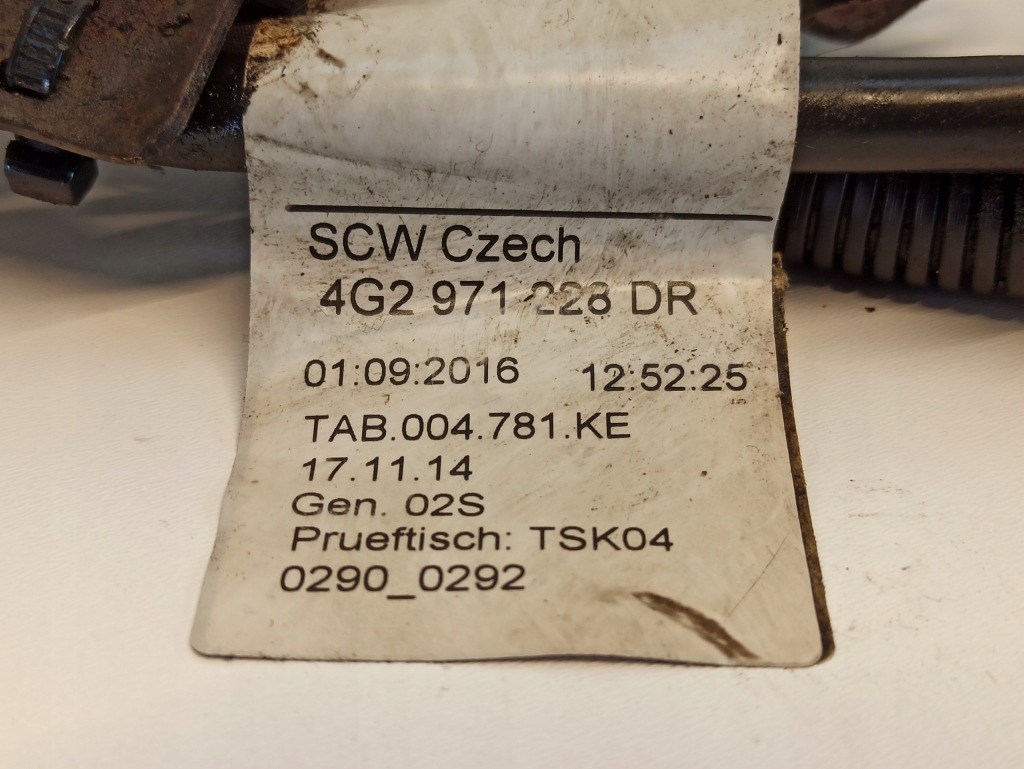 SCW Czech
4G2 971 228 DR
01:09:2016 12:52:25
TAB.004.781.KE
17.11.14
Gen. 02S
Prueftisch: TSK04
0290_0292